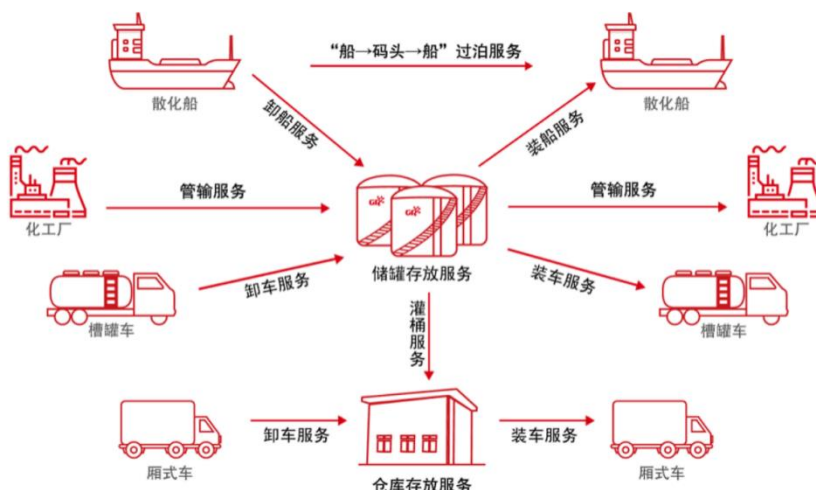 “船→码头→船”过泊服务
散化船
散化船
卸船服务
装船服务
管输服务
管输服务
化工厂
化工厂
储罐存放服务
卸车服务
装车服务
槽罐车
槽罐车
灌桶服务
卸车服务
装车服务
厢式车
厢式车
仓库存放服务